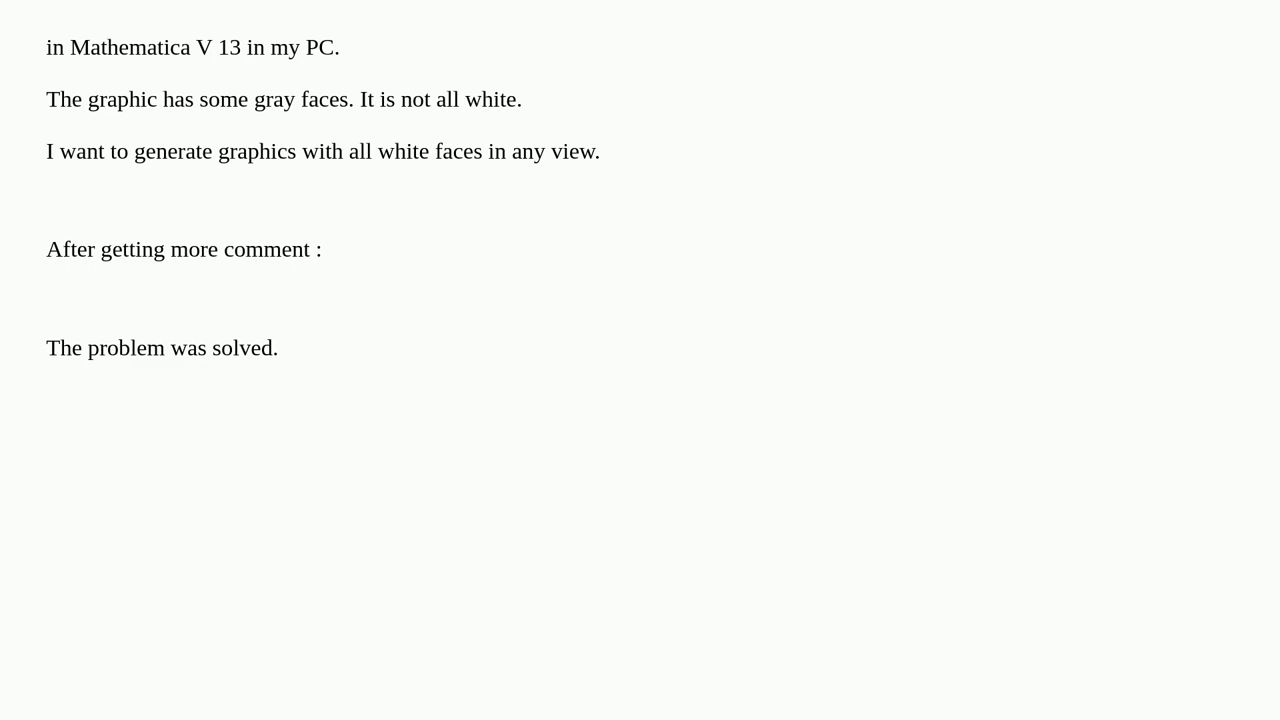 in Mathematica V 13 in my PC.
The graphic has some gray faces. It is not all white.
I want to generate graphics with all white faces in any view.
After getting more comment :
The problem was solved.